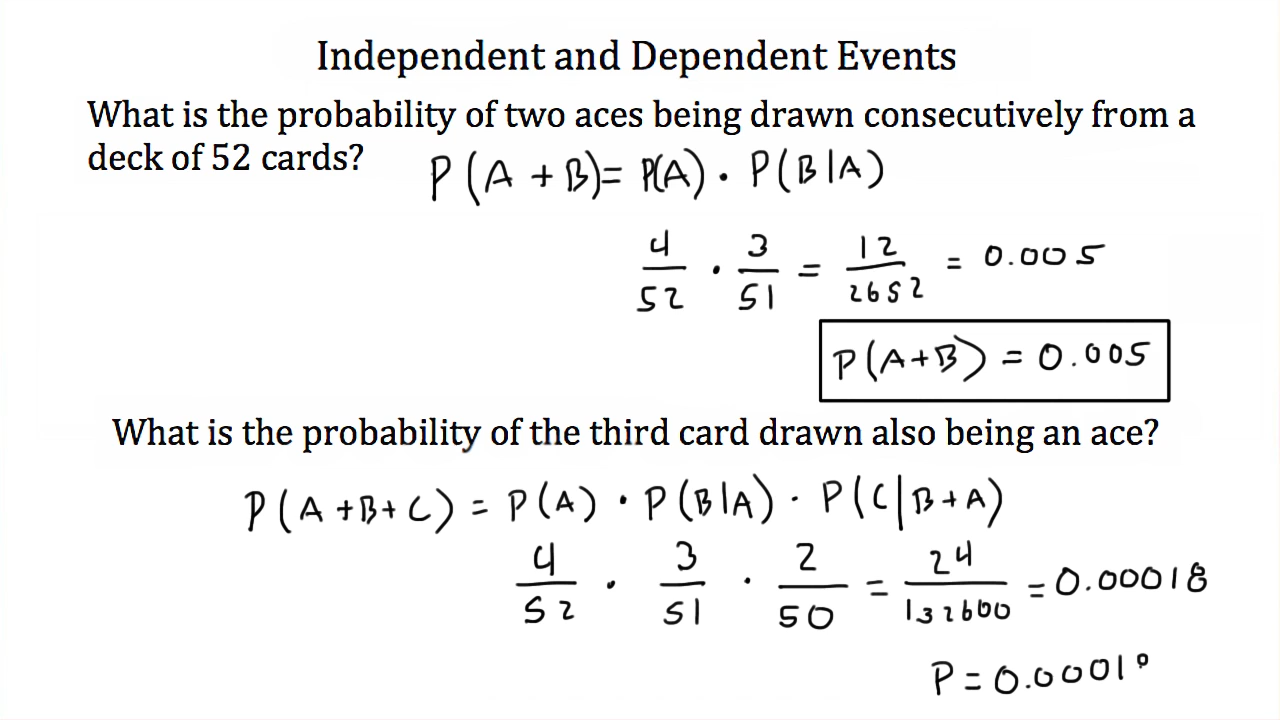 Independent and Dependent Events
What is the probability of two aces being drawn consecutively from a
deck of 52 cards?
P(A + B) = P(A) · P(B|A)
4/52 · 3/51 = 12/2652 = 0.005
P(A+B) = 0.005
What is the probability of the third card drawn also being an ace?
P(A+B+C) = P(A) · P(B|A) · P(C|B+A)
4/52 · 3/51 · 2/50 = 24/132600 = 0.00018
P = 0.0001